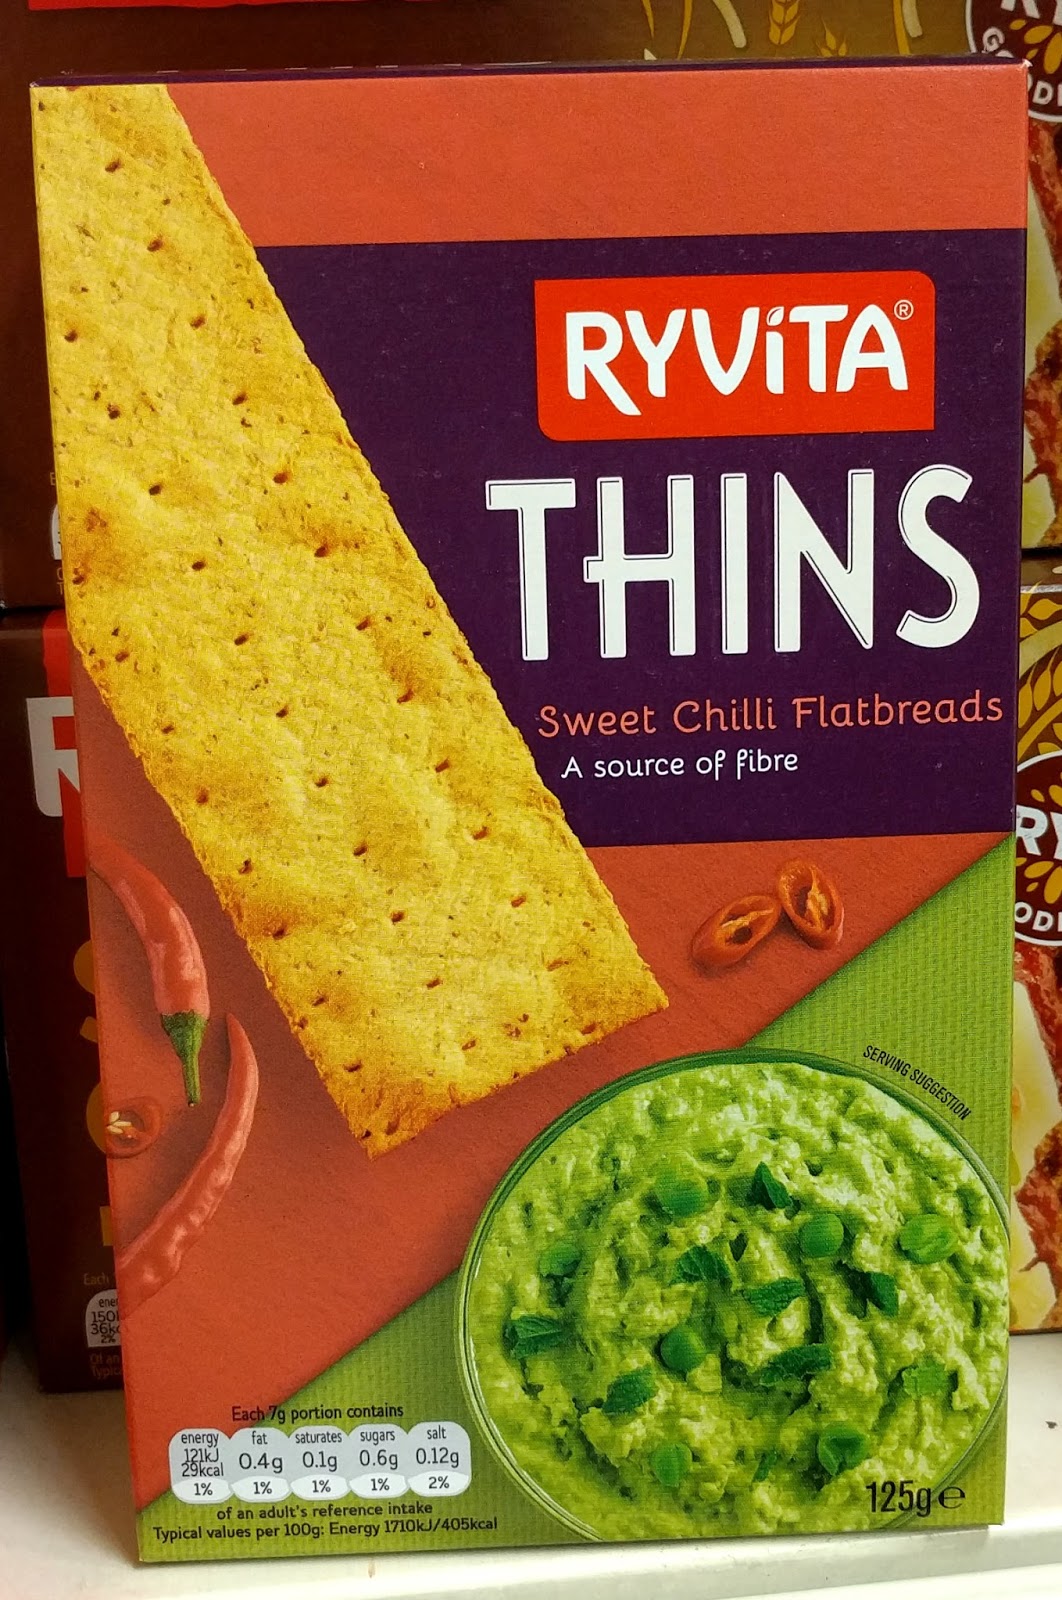 RYVITA®
THINS
Sweet Chilli Flatbreads
A source of fibre
SERVING SUGGESTION
Each 7g portion contains
energy fat saturates sugars salt
121kJ
29kcal 0.4g 0.1g 0.6g 0.12g
1% 1% 1% 1% 2%
of an adult's reference intake
Typical values per 100g: Energy 1710kJ/405kcal
125g℮
Each
2%